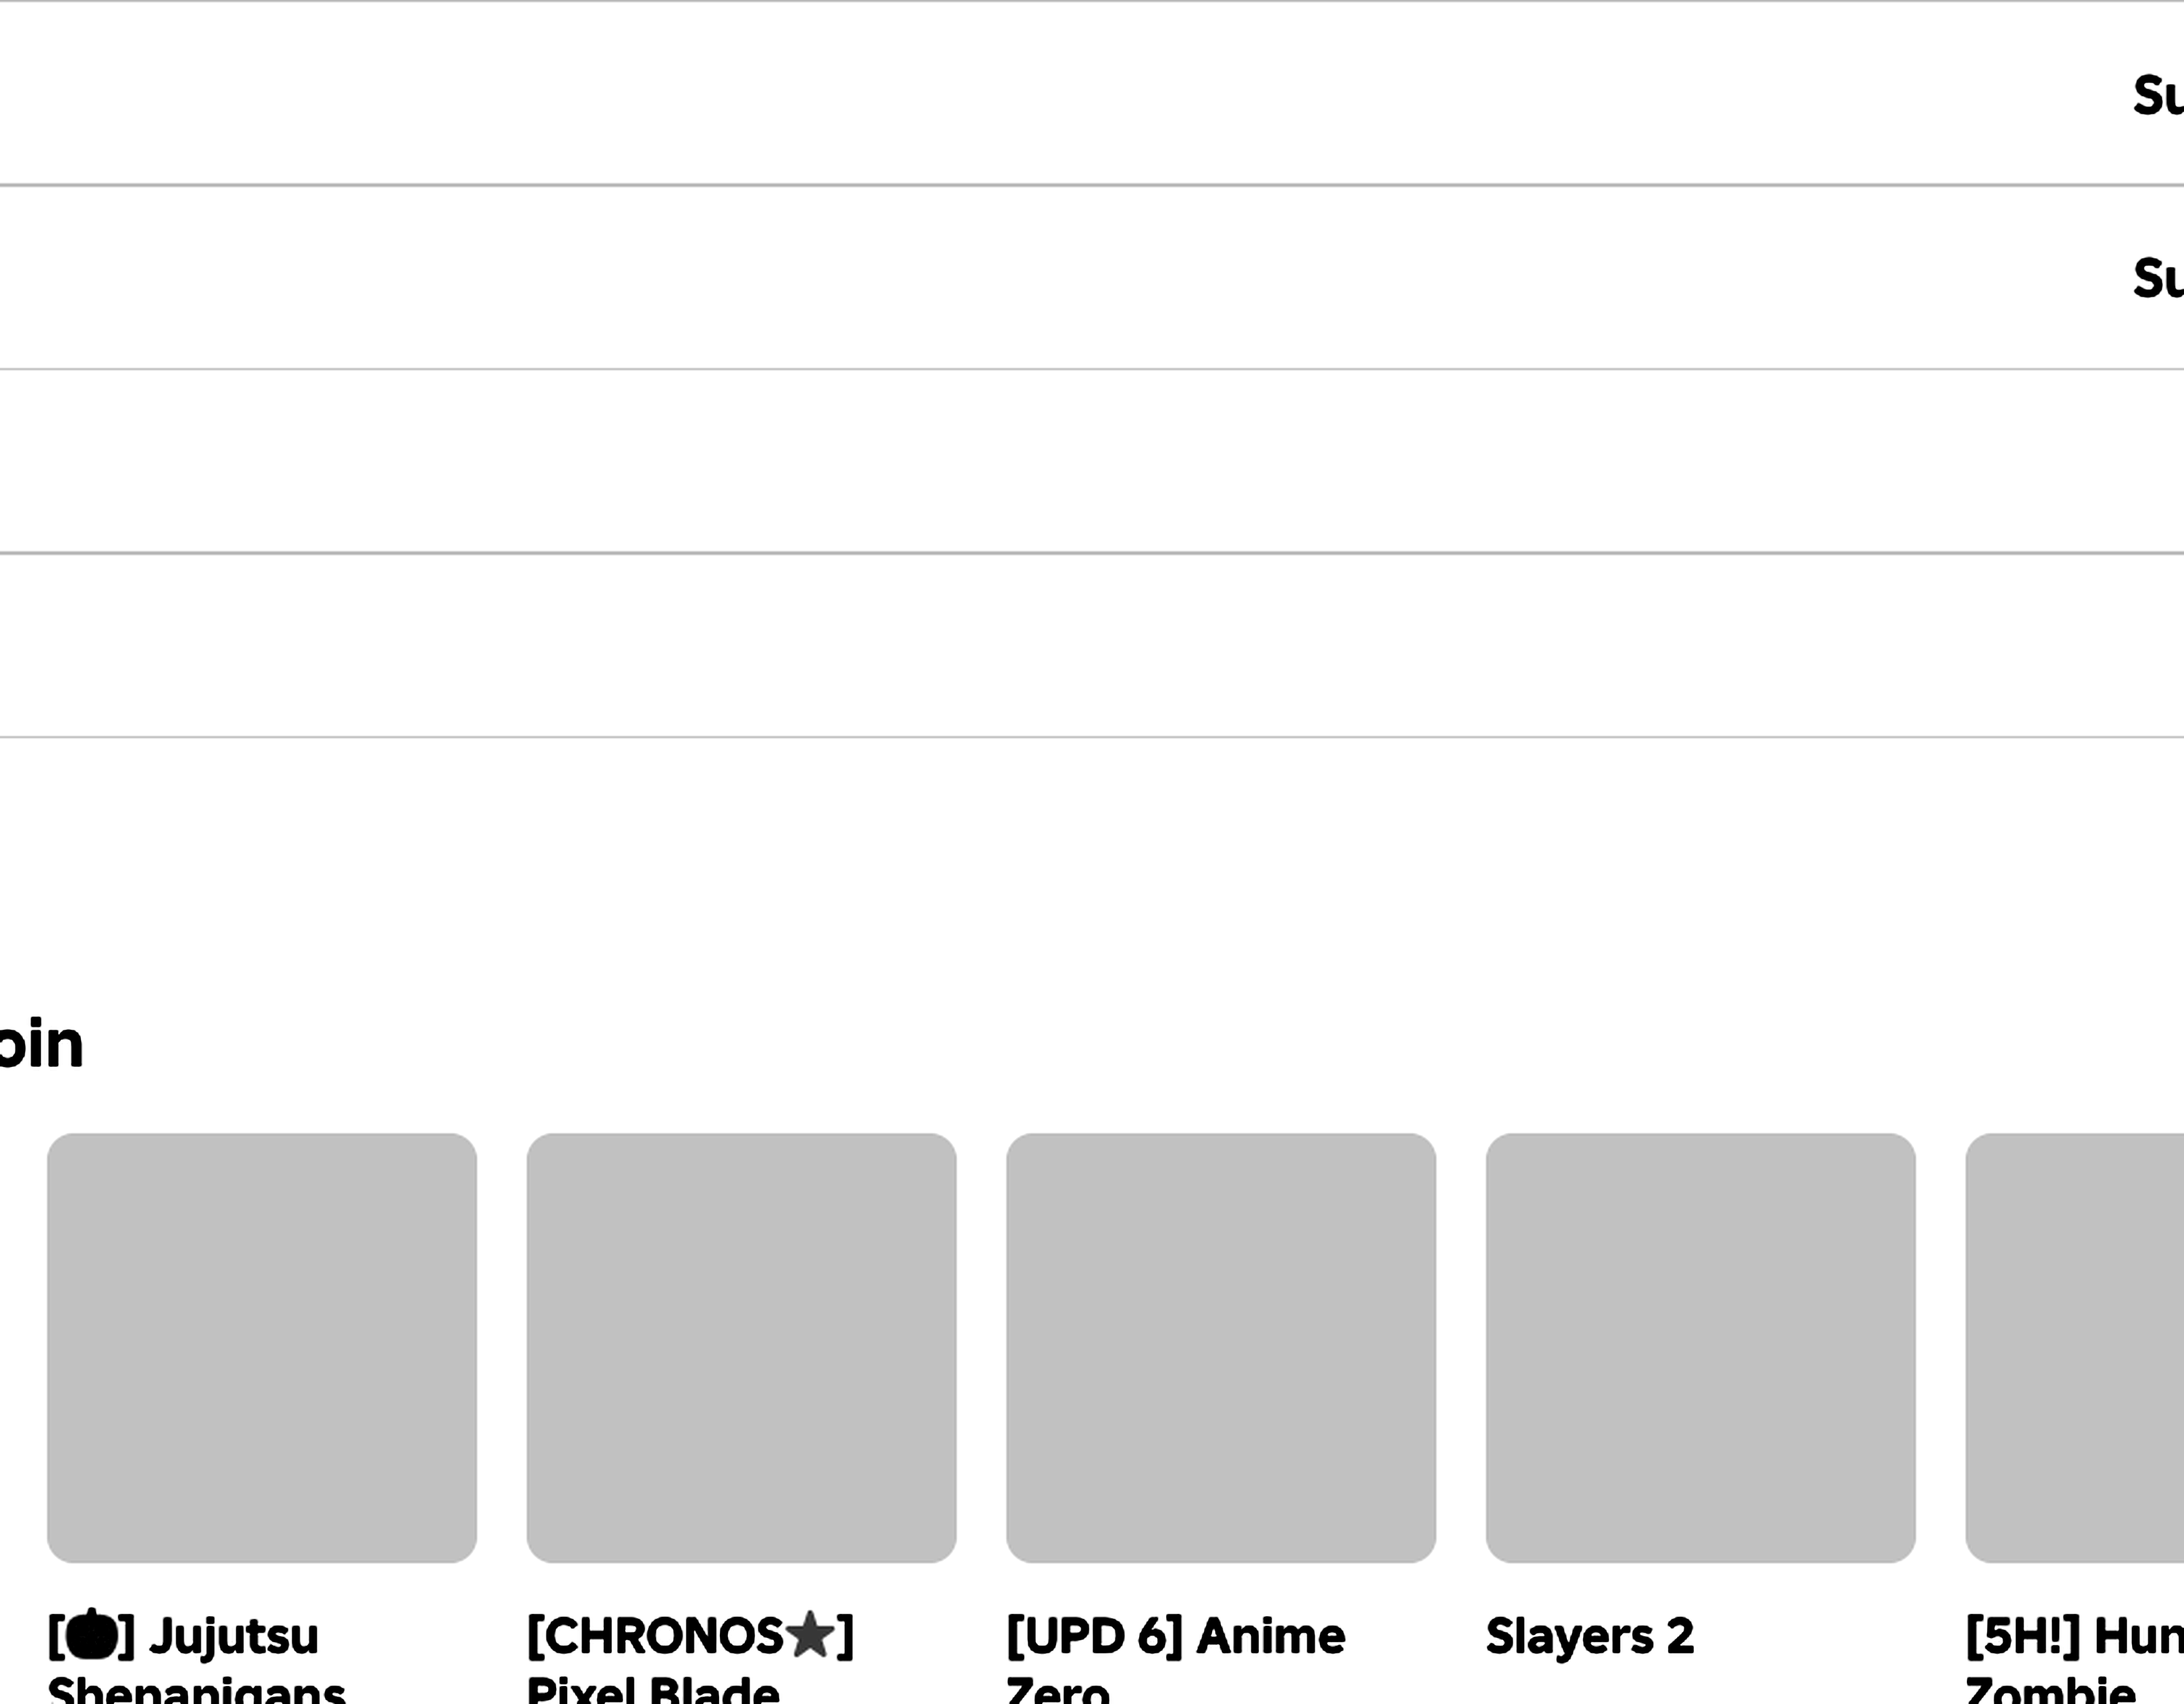 Su
Su
oin
[🎃] Jujutsu
Shenanigans
[CHRONOS⭐]
Pixel Blade
[UPD 6] Anime
Zero
Slayers 2
[5H!] Hun
Zombie